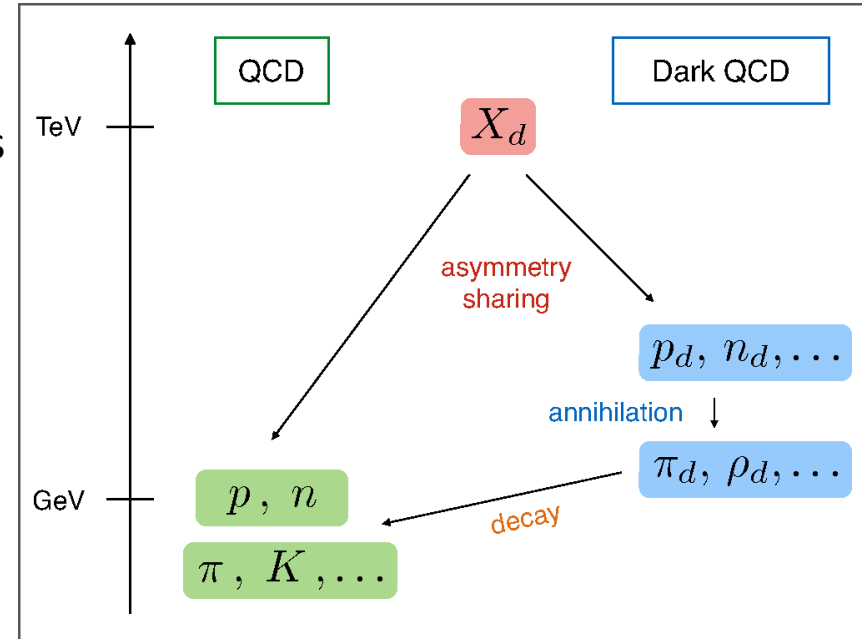 QCD
Dark QCD
TeV
s
X_d
asymmetry
sharing
p_d, n_d, ...
annihilation
π_d, ρ_d, ...
GeV
p , n
decay
π , K , ...